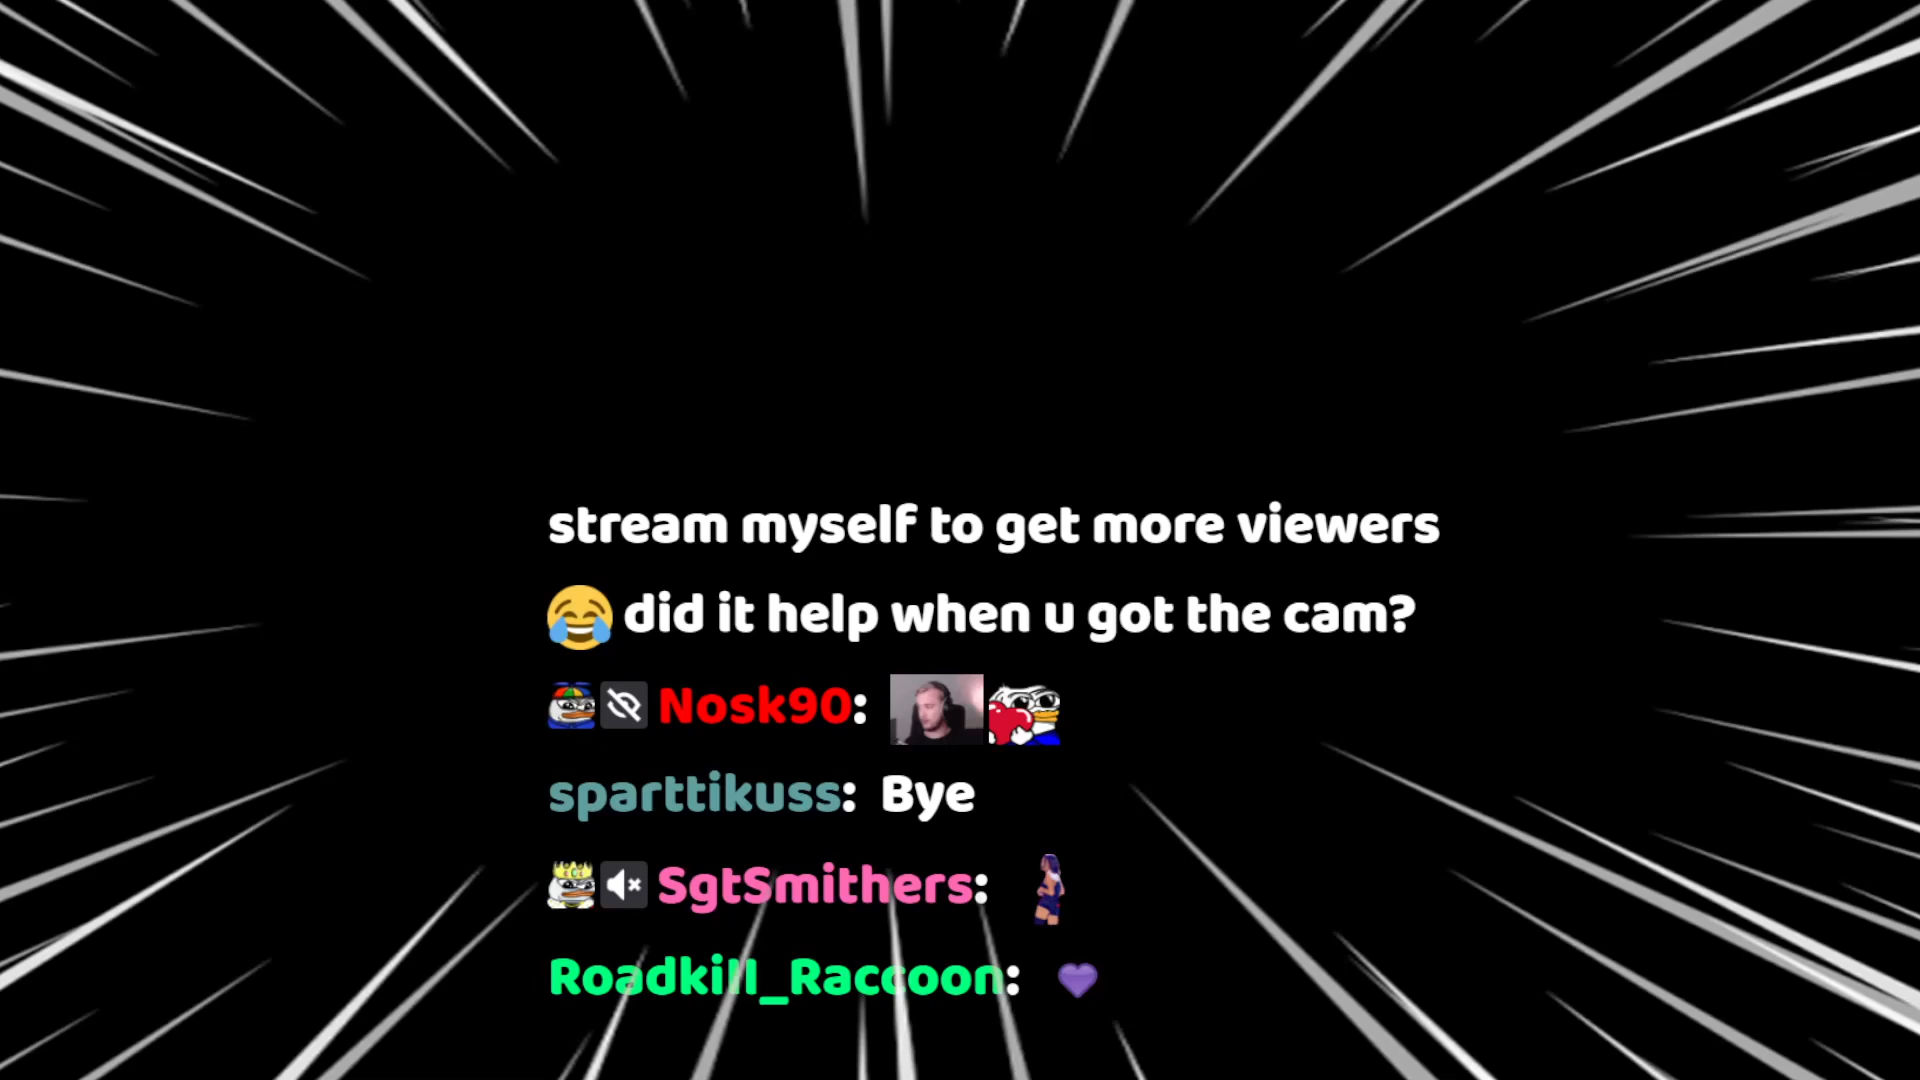 stream myself to get more viewers
😂 did it help when u got the cam?
Nosk90:
sparttikuss: Bye
SgtSmithers:
Roadkill_Raccoon: 💜